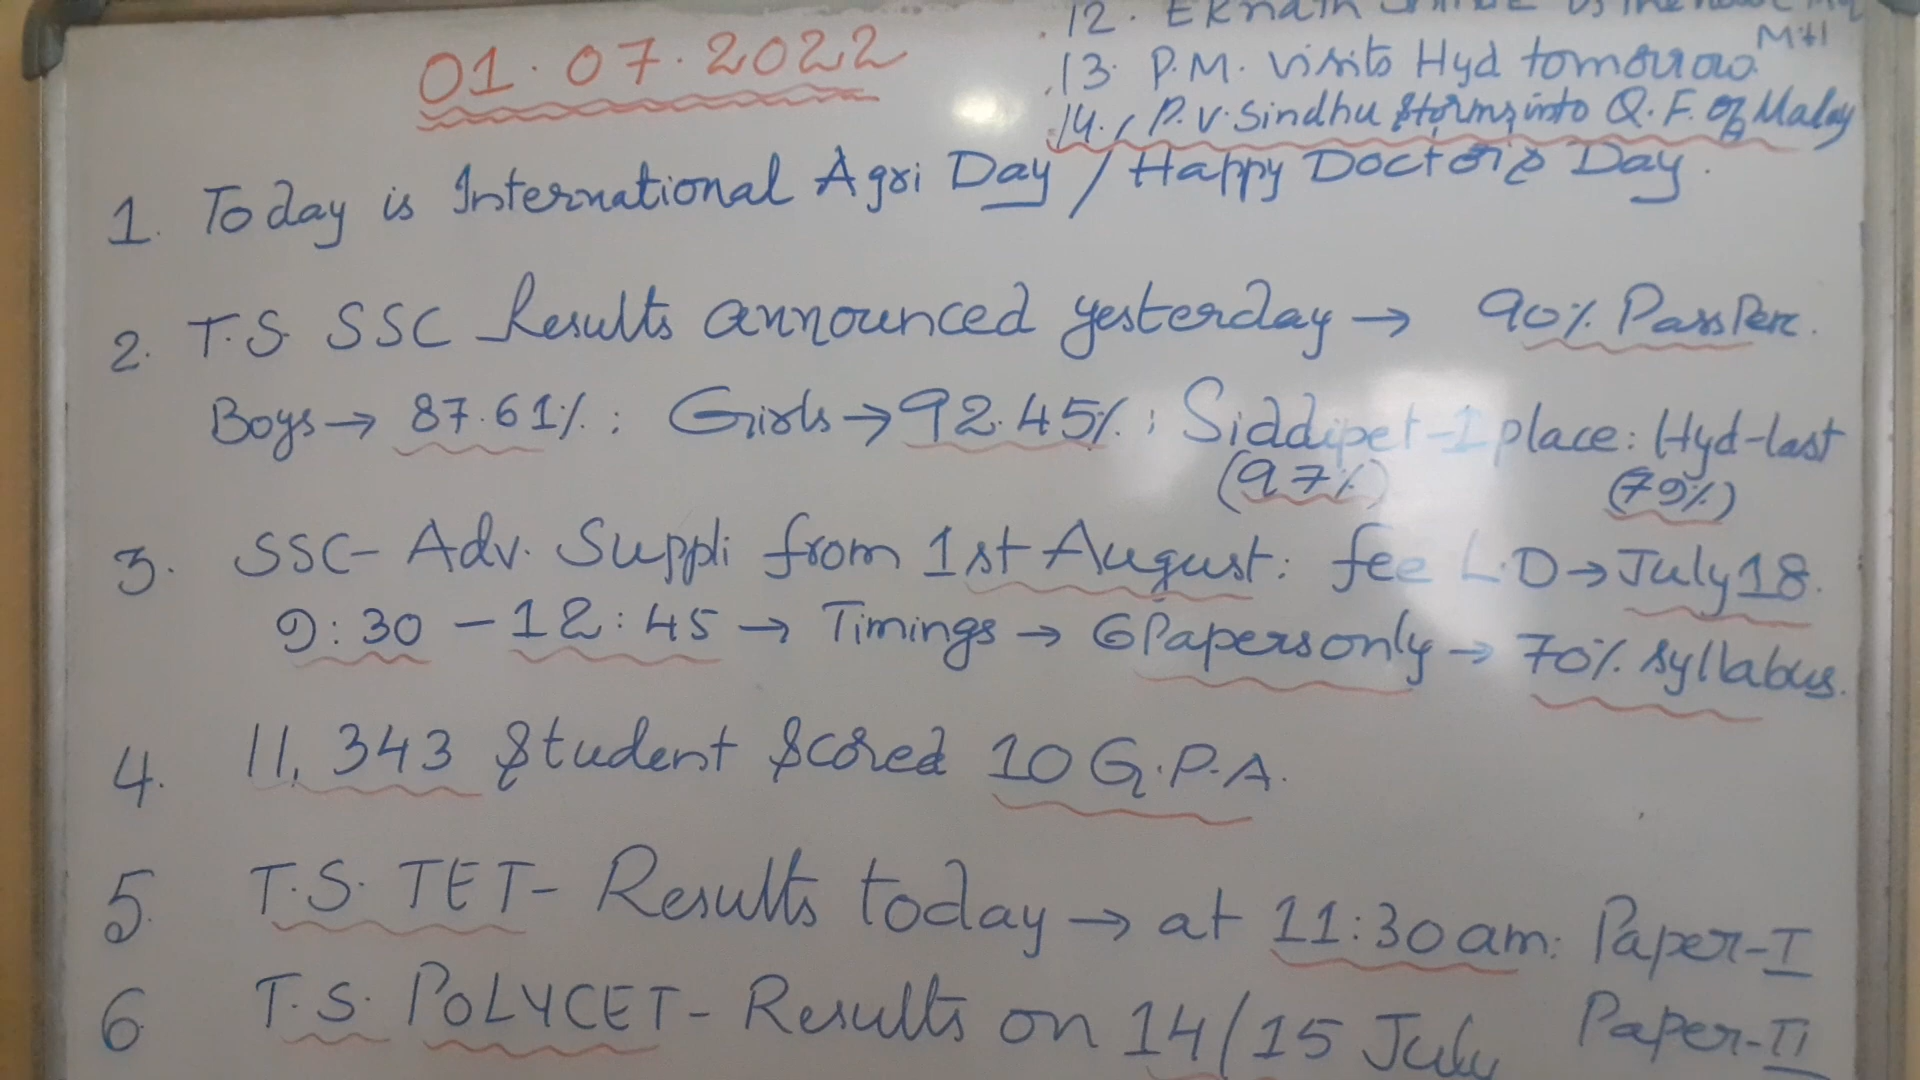 01.07.2022
12. Eknath
13. P.M. visits Hyd tomorrow
MH
14. P.V. Sindhu storms into Q.F. of Malay
1. Today is International Agri Day / Happy Doctor's Day.
2. T.S. SSC Results announced yesterday → 90% Pass Perc.
Boys → 87.61% : Girls → 92.45% : Siddipet - I place : Hyd - last
(97%) (79%)
3. SSC - Adv. Suppli from 1st August : fee L.D → July 18.
9:30 - 12:45 → Timings → 6 Papers only → 70% syllabus.
4. 11,343 Student Scored 10 G.P.A.
5. T.S. TET - Results today → at 11:30 am : Paper - I
6 T.S. POLYCET - Results on 14/15 July Paper - II